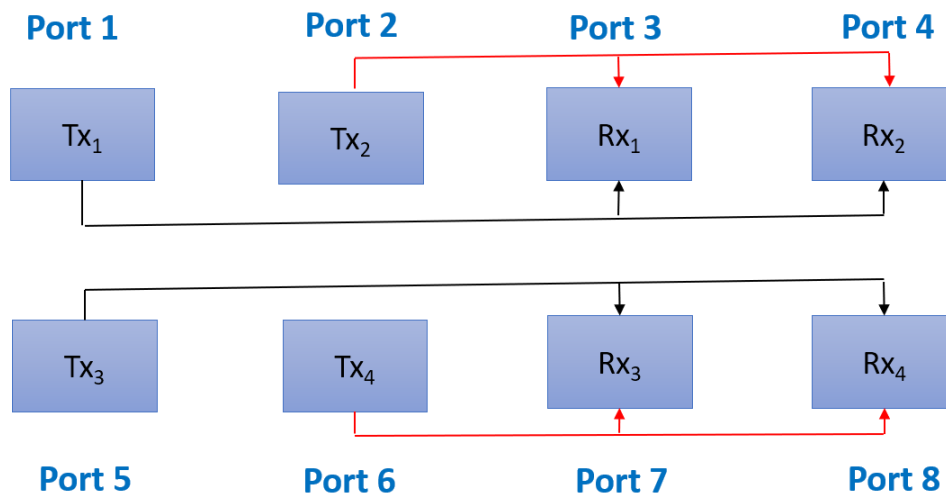 Port 1 Port 2 Port 3 Port 4
Tx₁ Tx₂ Rx₁ Rx₂
Tx₃ Tx₄ Rx₃ Rx₄
Port 5 Port 6 Port 7 Port 8